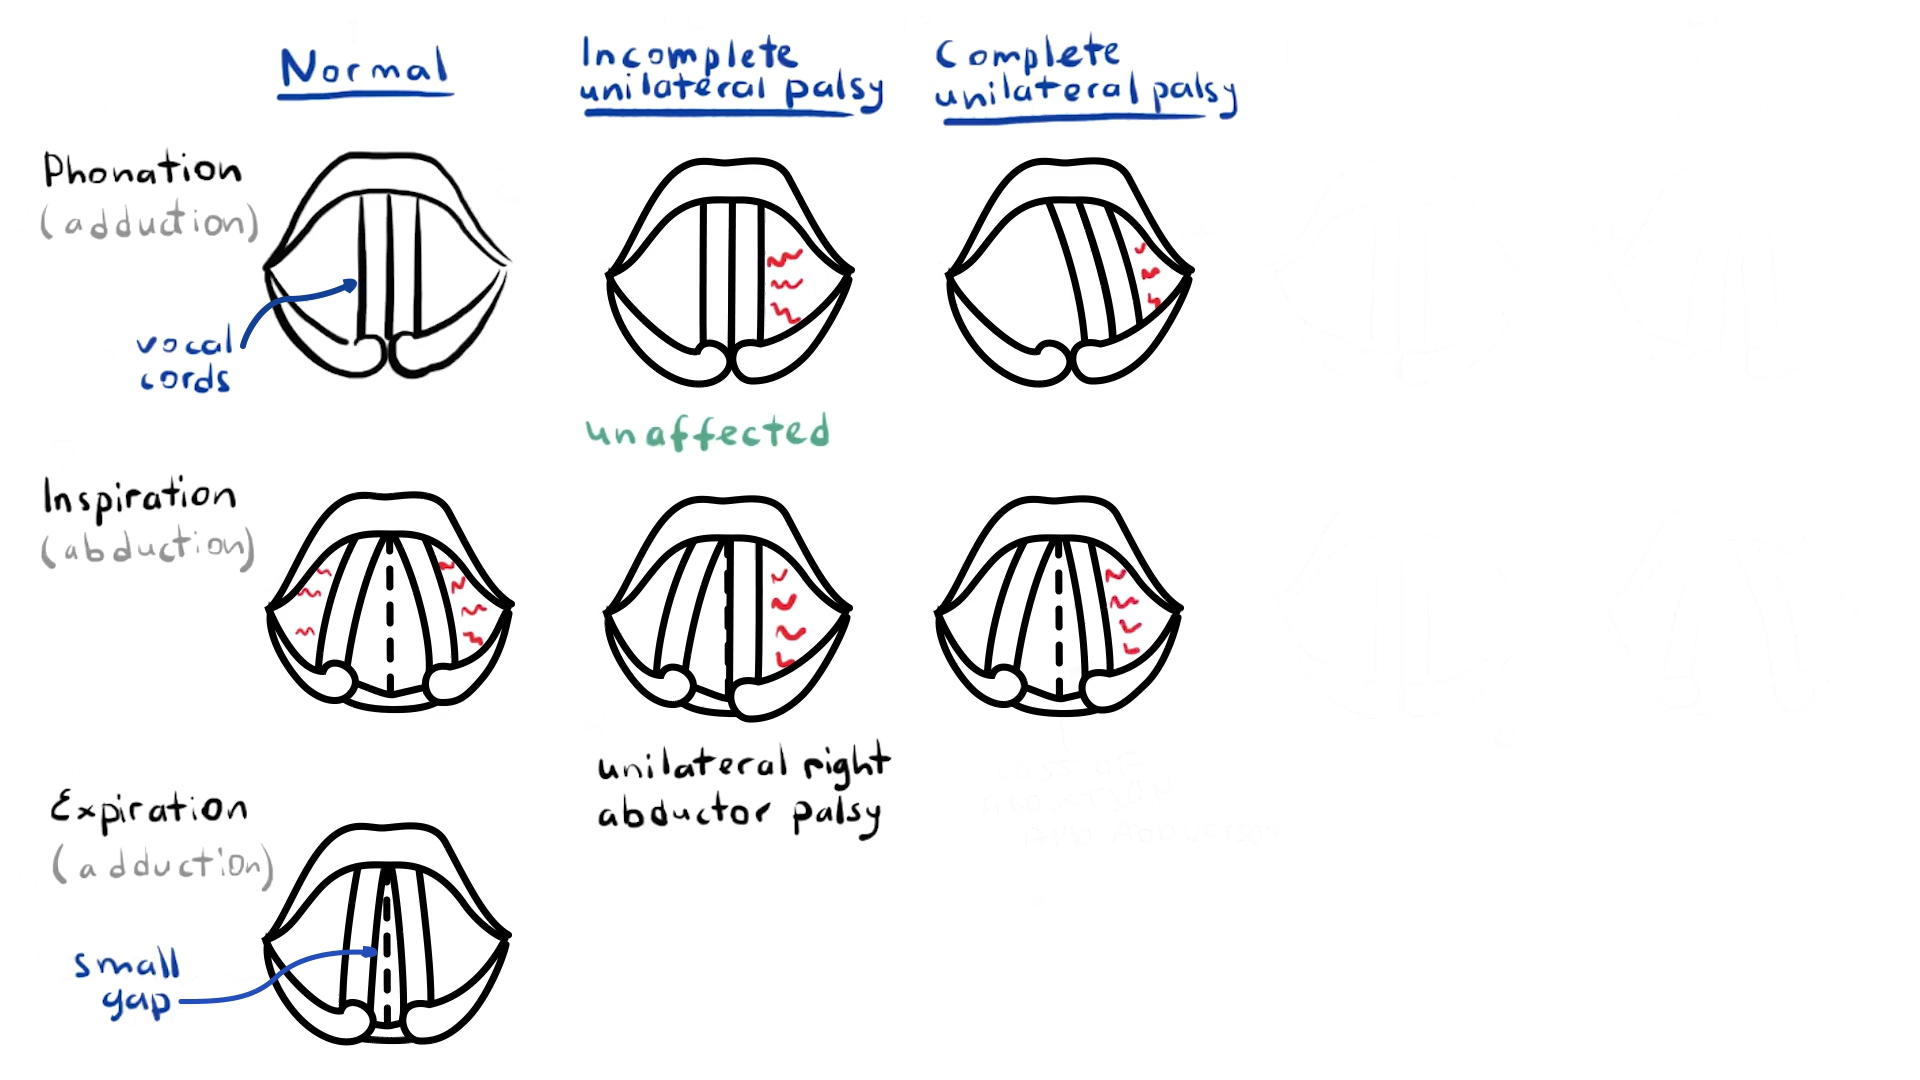 Normal
Incomplete
unilateral palsy
Complete
unilateral palsy
Phonation
(adduction)
vocal
cords
unaffected
Inspiration
(abduction)
unilateral right
abductor palsy
Expiration
(adduction)
small
gap